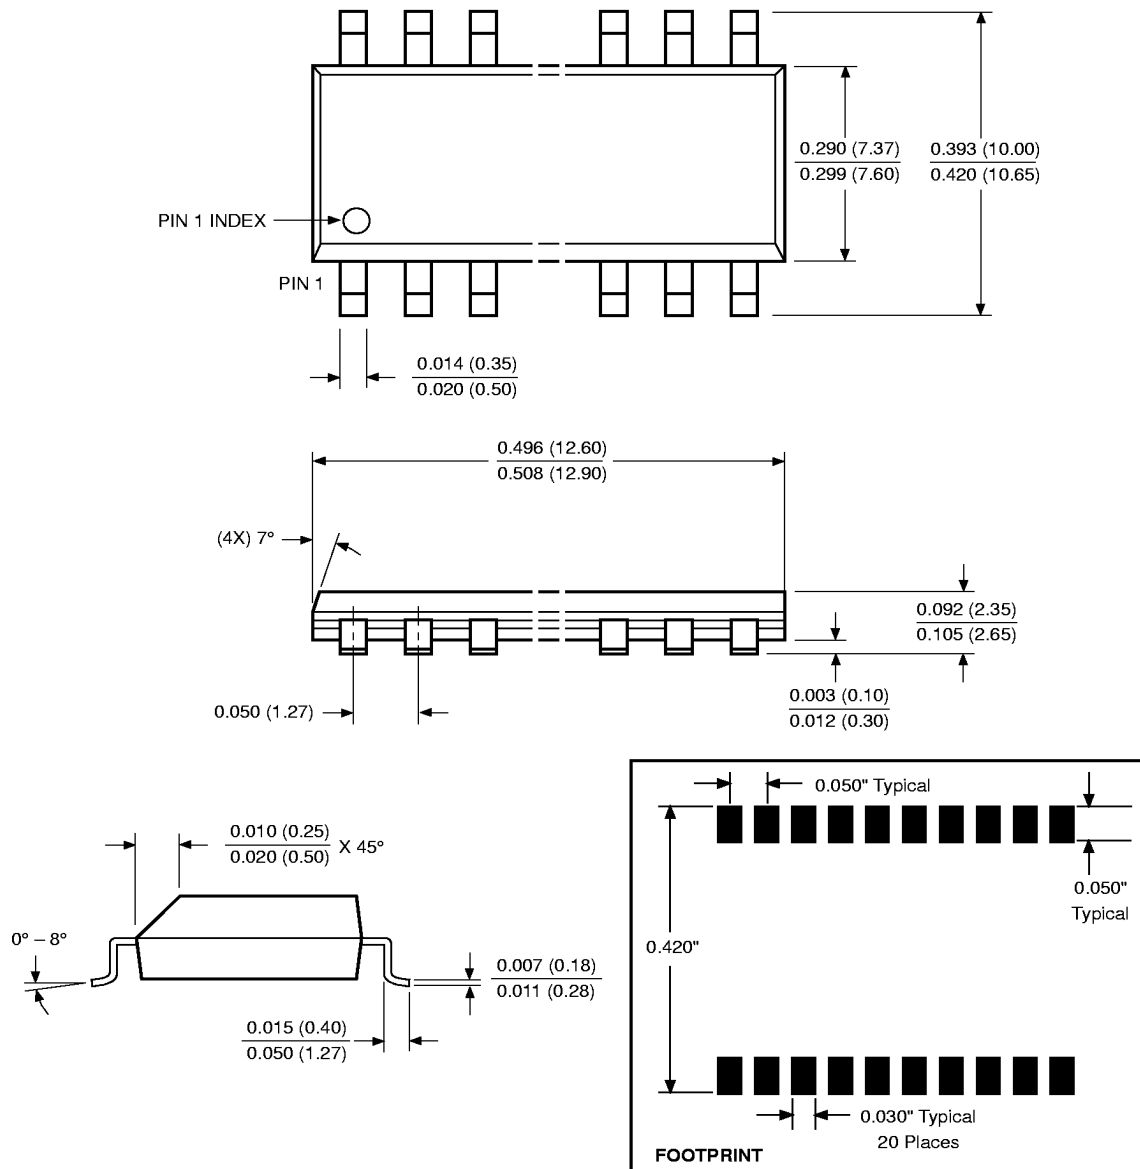 0.290 (7.37)
0.299 (7.60)
0.393 (10.00)
0.420 (10.65)
PIN 1 INDEX
PIN 1
0.014 (0.35)
0.020 (0.50)
0.496 (12.60)
0.508 (12.90)
(4X) 7°
0.092 (2.35)
0.105 (2.65)
0.050 (1.27)
0.003 (0.10)
0.012 (0.30)
0.050" Typical
0.010 (0.25)
0.020 (0.50)
X 45°
0.050"
Typical
0° – 8°
0.420"
0.007 (0.18)
0.011 (0.28)
0.015 (0.40)
0.050 (1.27)
0.030" Typical
20 Places
FOOTPRINT